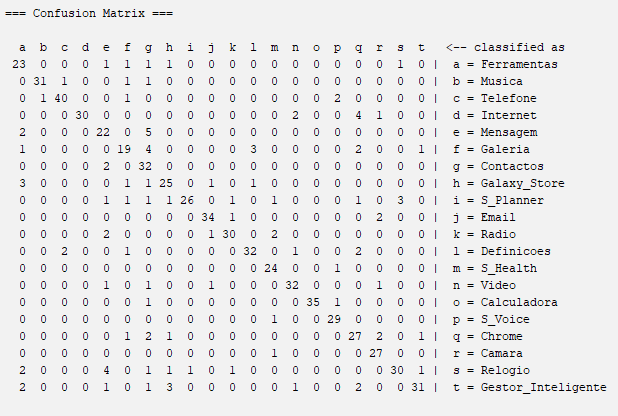 === Confusion Matrix ===
a b c d e f g h i j k l m n o p q r s t <-- classified as
23 0 0 0 1 1 1 1 0 0 0 0 0 0 0 0 0 0 1 0 | a = Ferramentas
0 31 1 0 0 1 1 0 0 0 0 0 0 0 0 0 0 0 0 0 | b = Musica
0 1 40 0 0 1 0 0 0 0 0 0 0 0 0 2 0 0 0 0 | c = Telefone
0 0 0 30 0 0 0 0 0 0 0 0 0 2 0 0 4 1 0 0 | d = Internet
2 0 0 0 22 0 5 0 0 0 0 0 0 0 0 0 0 0 0 0 | e = Mensagem
1 0 0 0 0 19 4 0 0 0 0 3 0 0 0 0 2 0 0 1 | f = Galeria
0 0 0 0 2 0 32 0 0 0 0 0 0 0 0 0 0 0 0 0 | g = Contactos
3 0 0 0 0 1 1 25 0 1 0 1 0 0 0 0 0 0 0 0 | h = Galaxy_Store
0 0 0 0 1 1 1 1 26 0 1 0 1 0 0 0 1 0 3 0 | i = S_Planner
0 0 0 0 0 0 0 0 0 34 1 0 0 0 0 0 0 2 0 0 | j = Email
0 0 0 0 2 0 0 0 0 1 30 0 2 0 0 0 0 0 0 0 | k = Radio
0 0 2 0 0 1 0 0 0 0 0 32 0 1 0 0 2 0 0 0 | l = Definicoes
0 0 0 0 0 0 0 0 0 0 0 0 24 0 0 1 0 0 0 0 | m = S_Health
0 0 0 0 1 0 1 0 0 1 0 0 0 32 0 0 0 1 0 0 | n = Video
0 0 0 0 0 0 1 0 0 0 0 0 0 0 35 1 0 0 0 0 | o = Calculadora
0 0 0 0 0 0 0 0 0 0 0 0 1 0 0 29 0 0 0 0 | p = S_Voice
0 0 0 0 0 1 2 1 0 0 0 0 0 0 0 0 27 2 0 1 | q = Chrome
0 0 0 0 0 0 0 0 0 0 0 0 1 0 0 0 0 27 0 0 | r = Camara
2 0 0 0 4 0 1 1 1 0 1 0 0 0 0 0 0 0 30 1 | s = Relogio
2 0 0 0 1 0 1 3 0 0 0 0 0 1 0 0 2 0 0 31 | t = Gestor_Inteligente